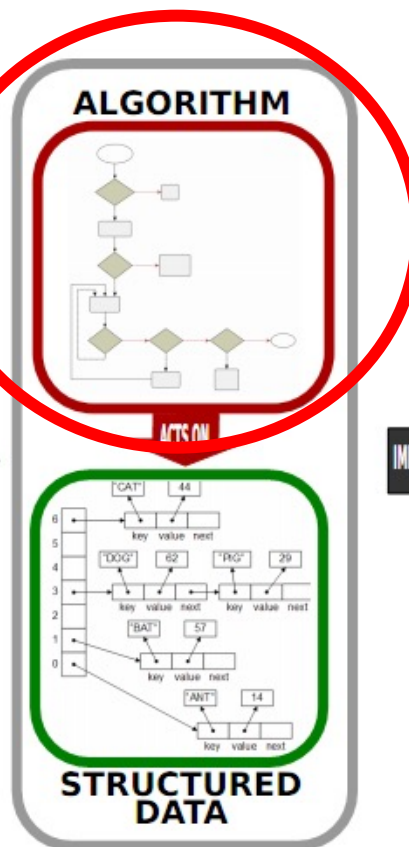 ALGORITHM
ACTS ON
"CAT" 44
6
key value next
5
"DOG" 62 "PIG" 29
4
3
key value next key value next
2
"BAT" 57
1
0
key value next
"ANT" 14
key value next
STRUCTURED
DATA